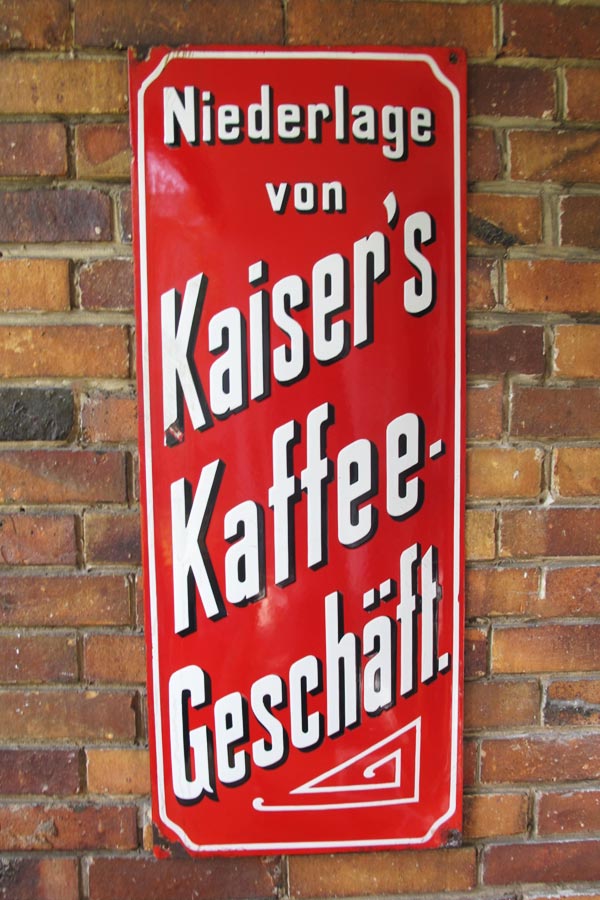 Niederlage
von
Kaiser's
Kaffee-
Geschäft.